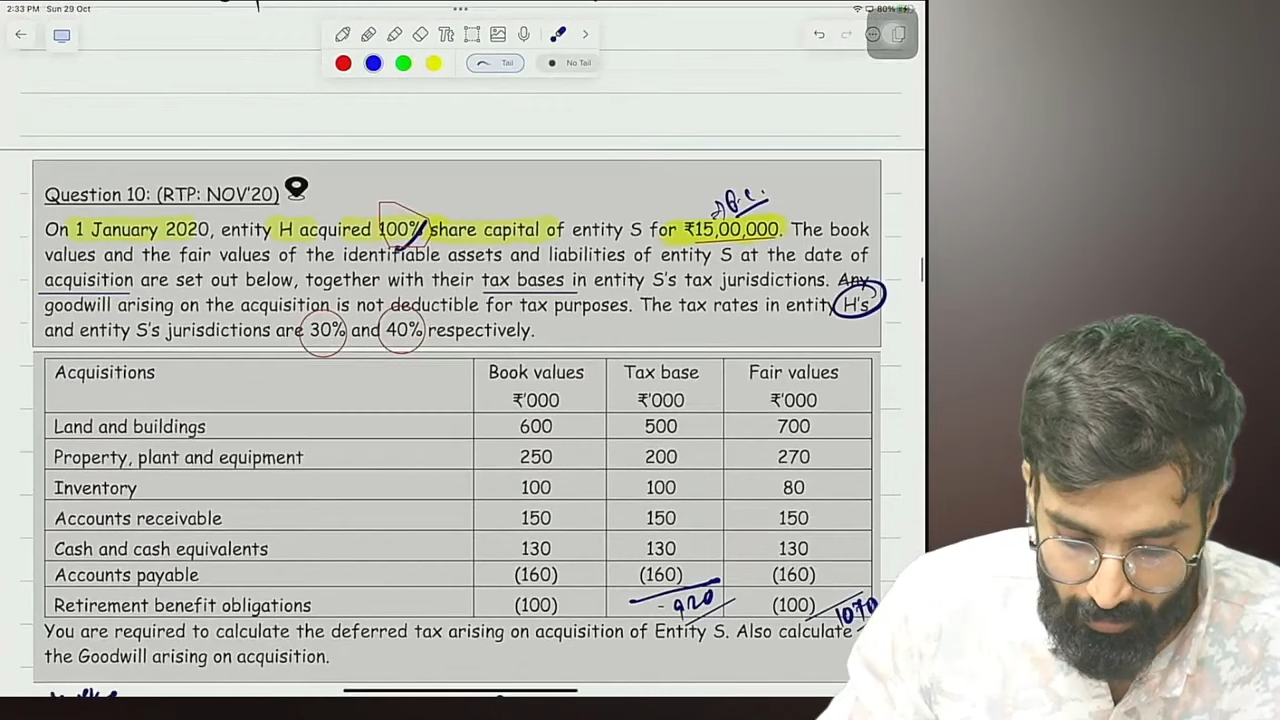 2:33 PM Sun 29 Oct
80%
Tail
No Tail
Question 10: (RTP: NOV'20)
On 1 January 2020, entity H acquired 100% share capital of entity S for ₹15,00,000. The book
values and the fair values of the identifiable assets and liabilities of entity S at the date of
acquisition are set out below, together with their tax bases in entity S's tax jurisdictions. Any
goodwill arising on the acquisition is not deductible for tax purposes. The tax rates in entity H's
and entity S's jurisdictions are 30% and 40% respectively.
Acquisitions Book values Tax base Fair values
₹'000 ₹'000 ₹'000
Land and buildings 600 500 700
Property, plant and equipment 250 200 270
Inventory 100 100 80
Accounts receivable 150 150 150
Cash and cash equivalents 130 130 130
Accounts payable (160) (160) (160)
Retirement benefit obligations (100) - 920 (100) 1070
You are required to calculate the deferred tax arising on acquisition of Entity S. Also calculate
the Goodwill arising on acquisition.